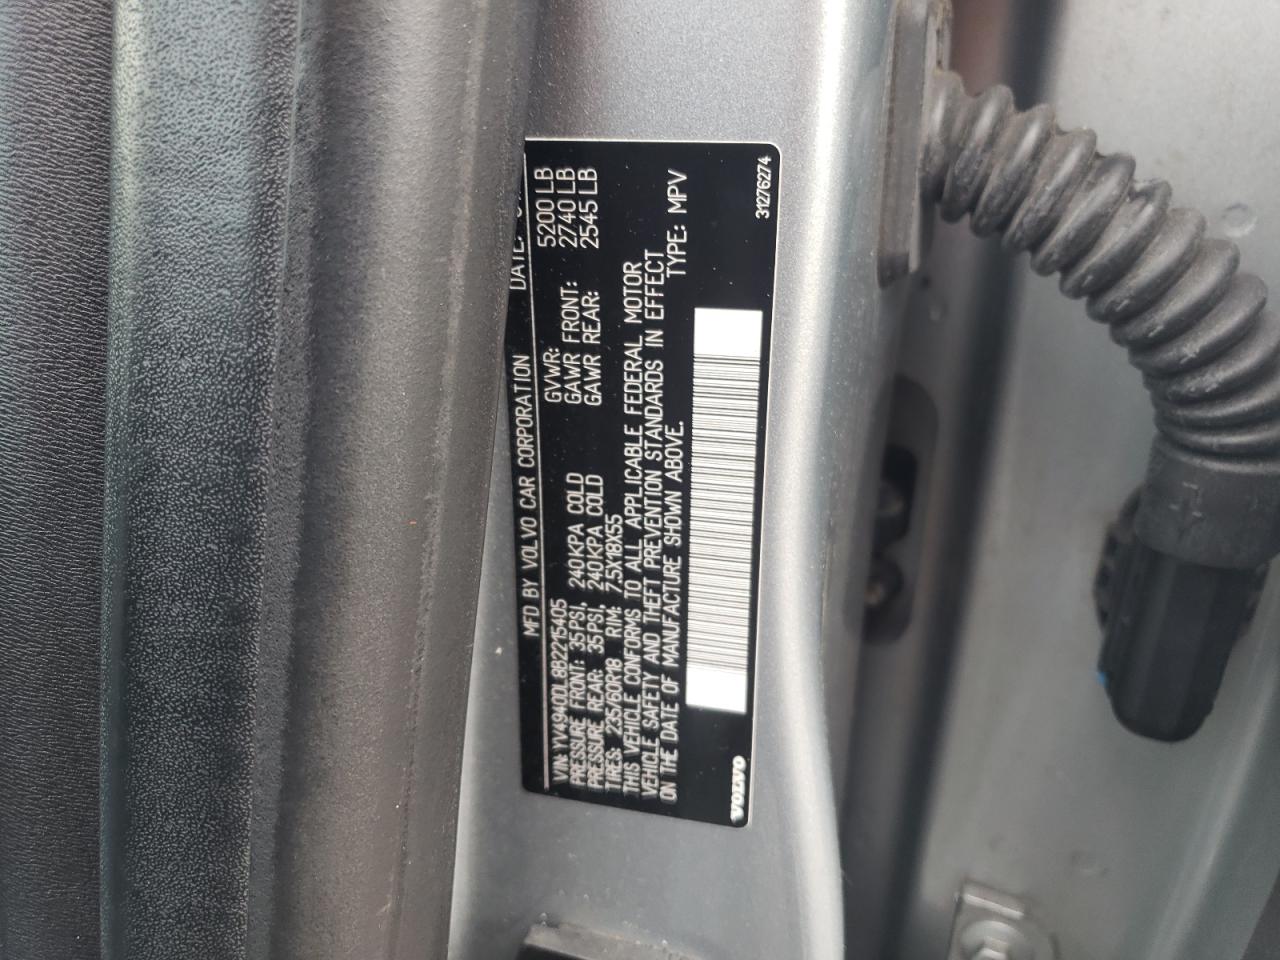 MFD BY VOLVO CAR CORPORATION DATE:
VIN: YV4940DL8B2215405 GVWR: 5200 LB
PRESSURE FRONT: 35PSI, 240KPA COLD GAWR FRONT: 2740 LB
PRESSURE REAR: 35PSI, 240KPA COLD GAWR REAR: 2545 LB
TIRES: 235/60R18 RIM: 7.5X18X55
THIS VEHICLE CONFORMS TO ALL APPLICABLE FEDERAL MOTOR
VEHICLE SAFETY AND THEFT PREVENTION STANDARDS IN EFFECT
ON THE DATE OF MANUFACTURE SHOWN ABOVE. TYPE: MPV
VOLVO 31276274